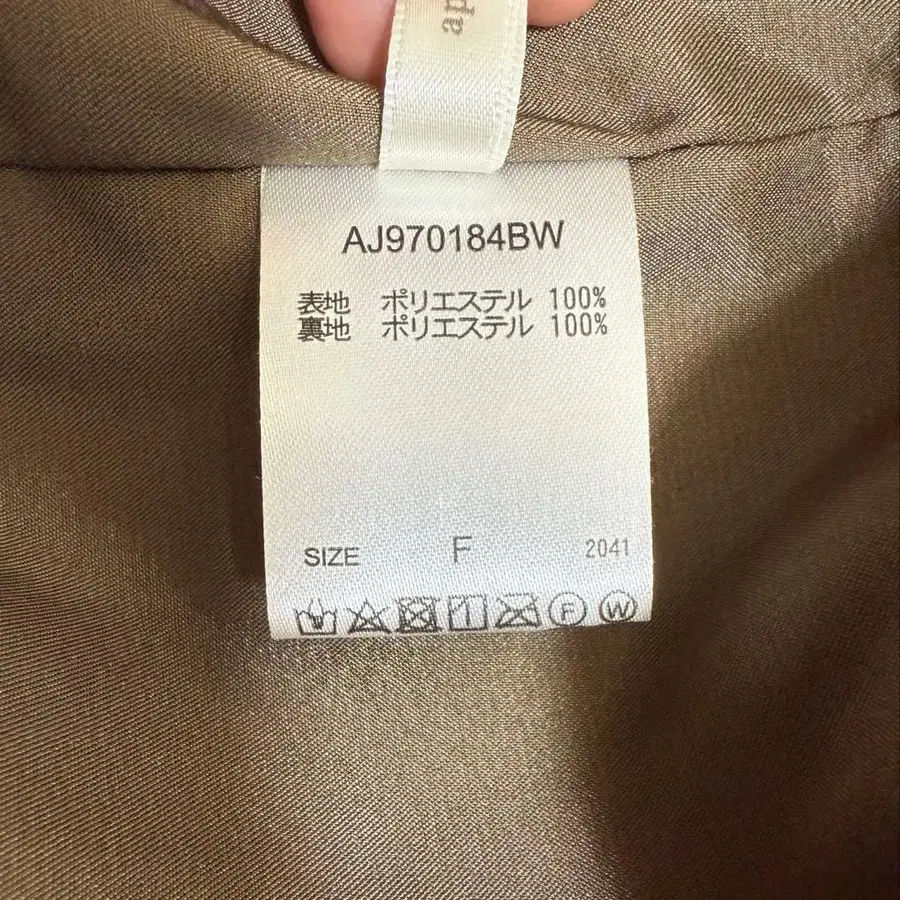 AJ970184BW
表地 ポリエステル 100%
裏地 ポリエステル 100%
SIZE F 2041
F W